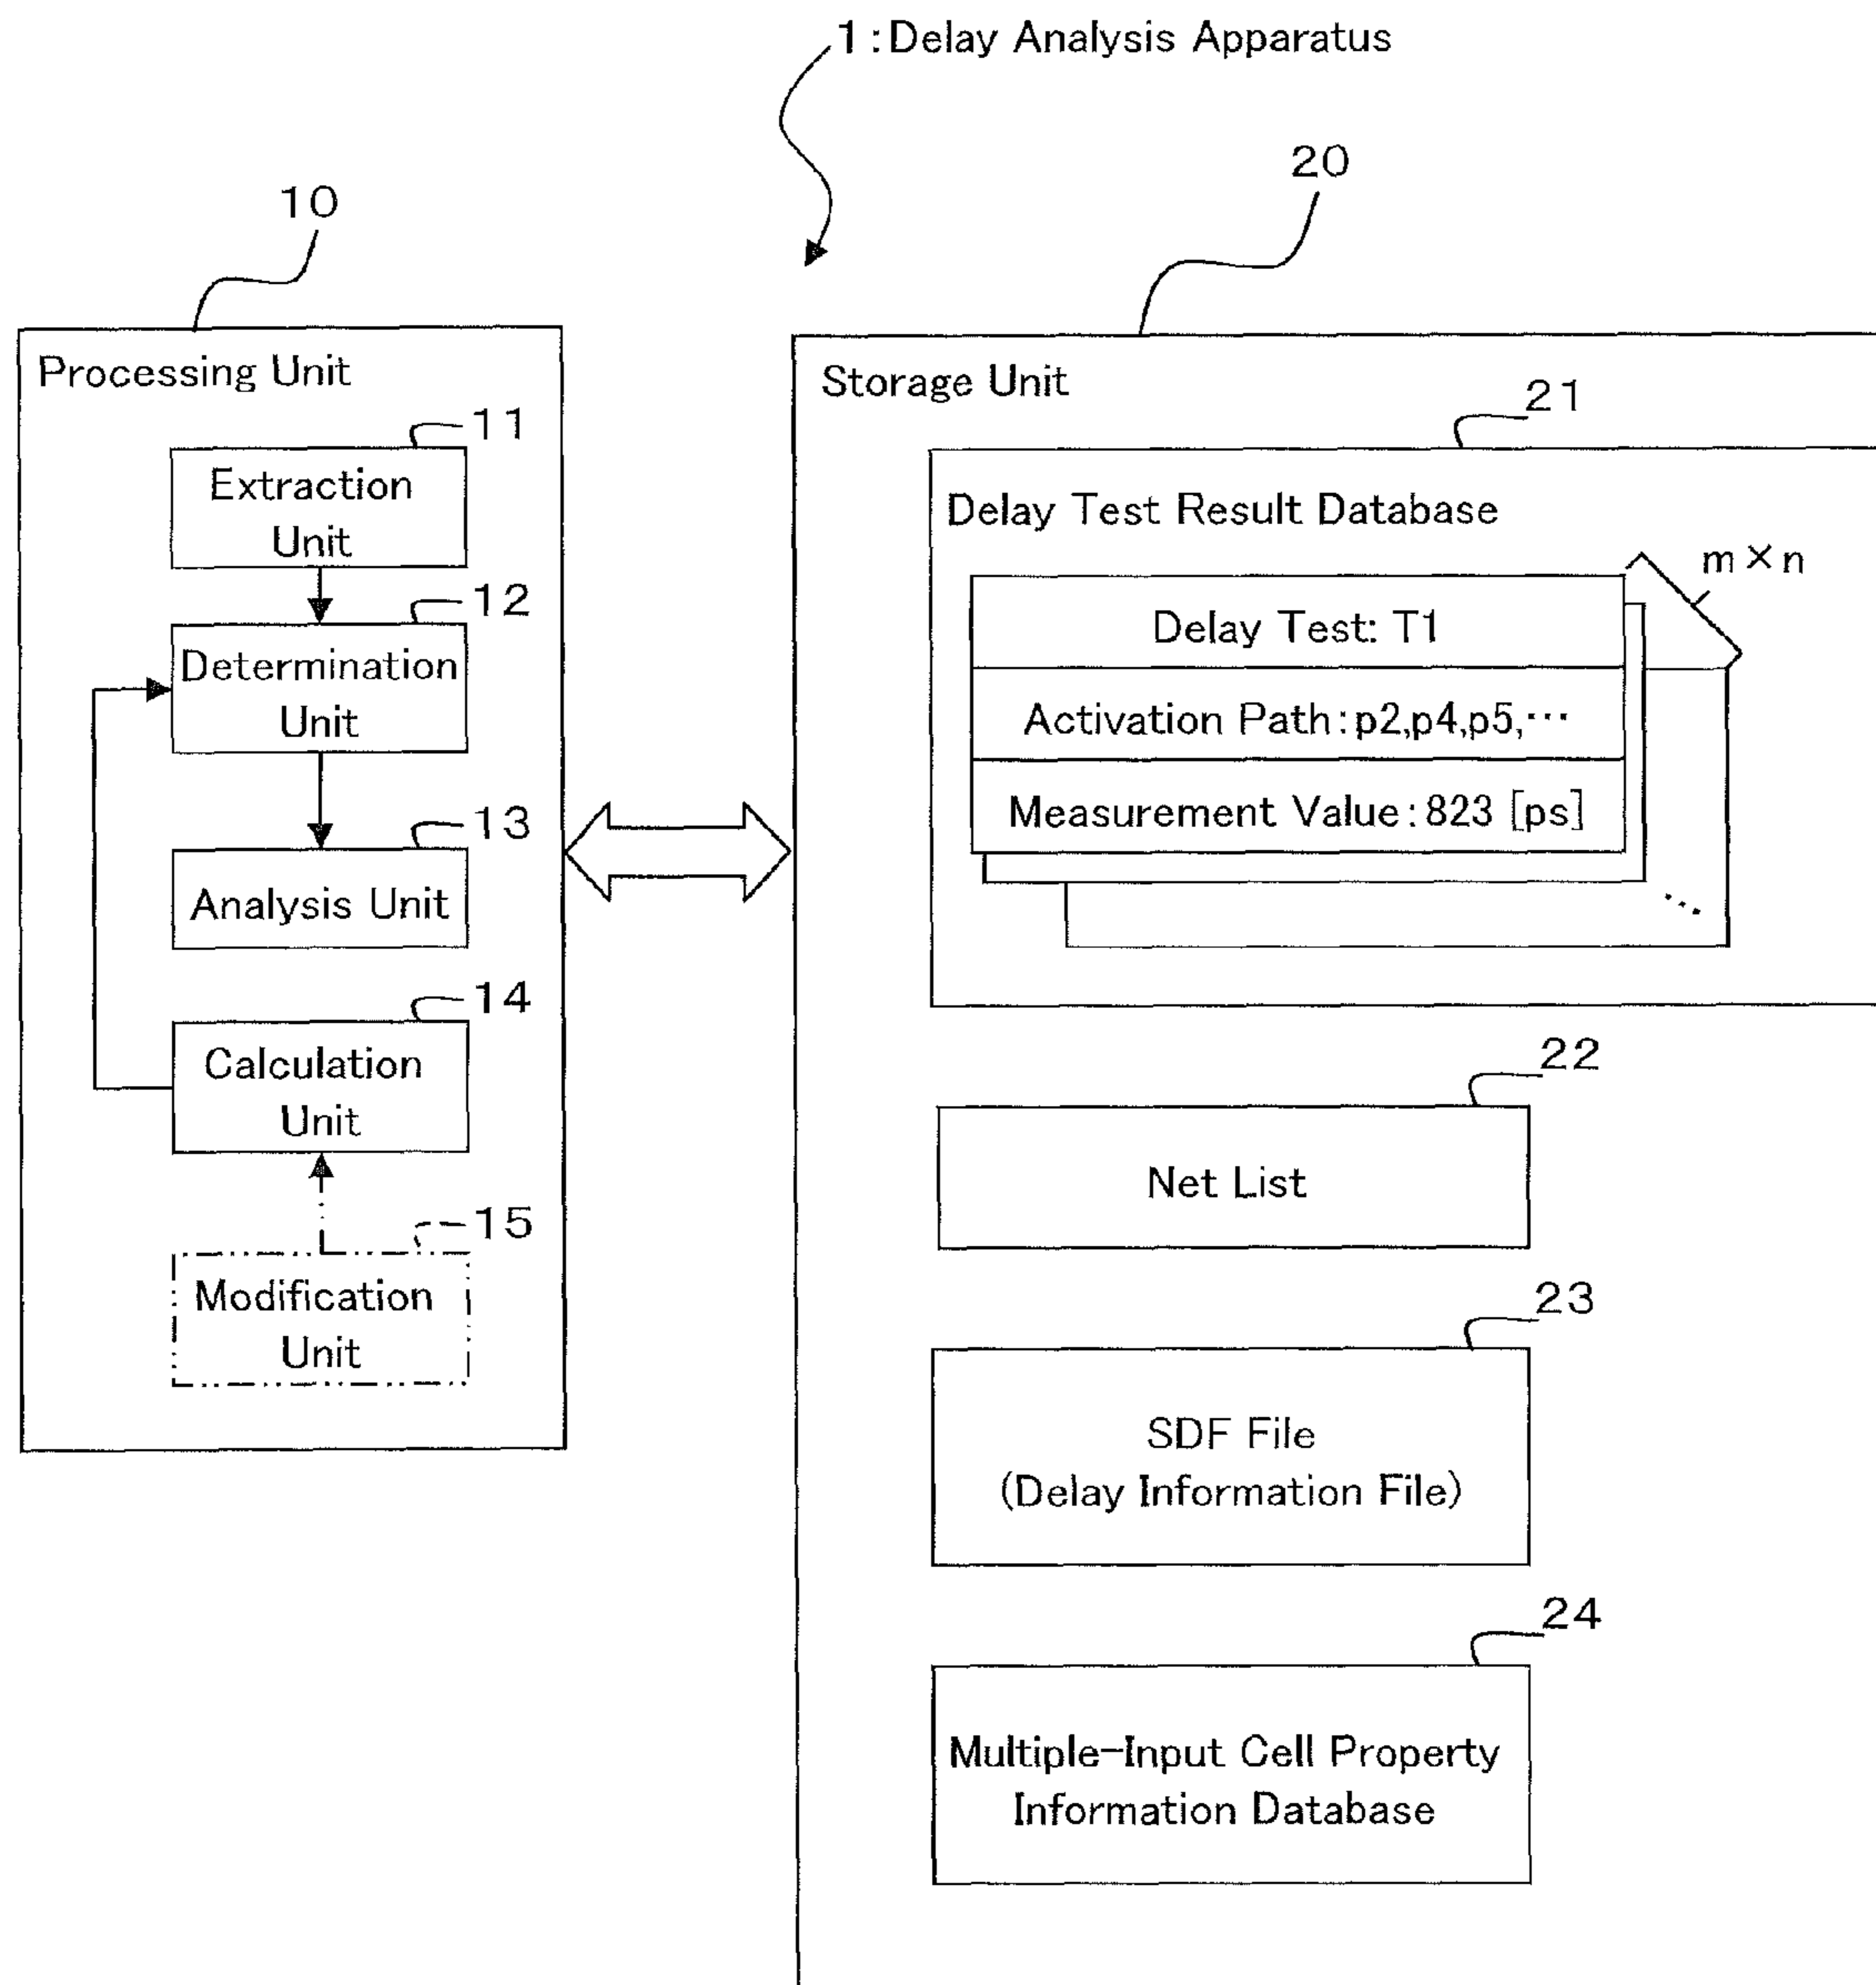 1:Delay Analysis Apparatus
10
20
Processing Unit
11
Extraction
Unit
12
Determination
Unit
13
Analysis Unit
14
Calculation
Unit
15
Modification
Unit
Storage Unit
21
Delay Test Result Database
m×n
Delay Test: T1
Activation Path:p2,p4,p5,…
Measurement Value:823 [ps]
…
22
Net List
23
SDF File
(Delay Information File)
24
Multiple-Input Cell Property
Information Database